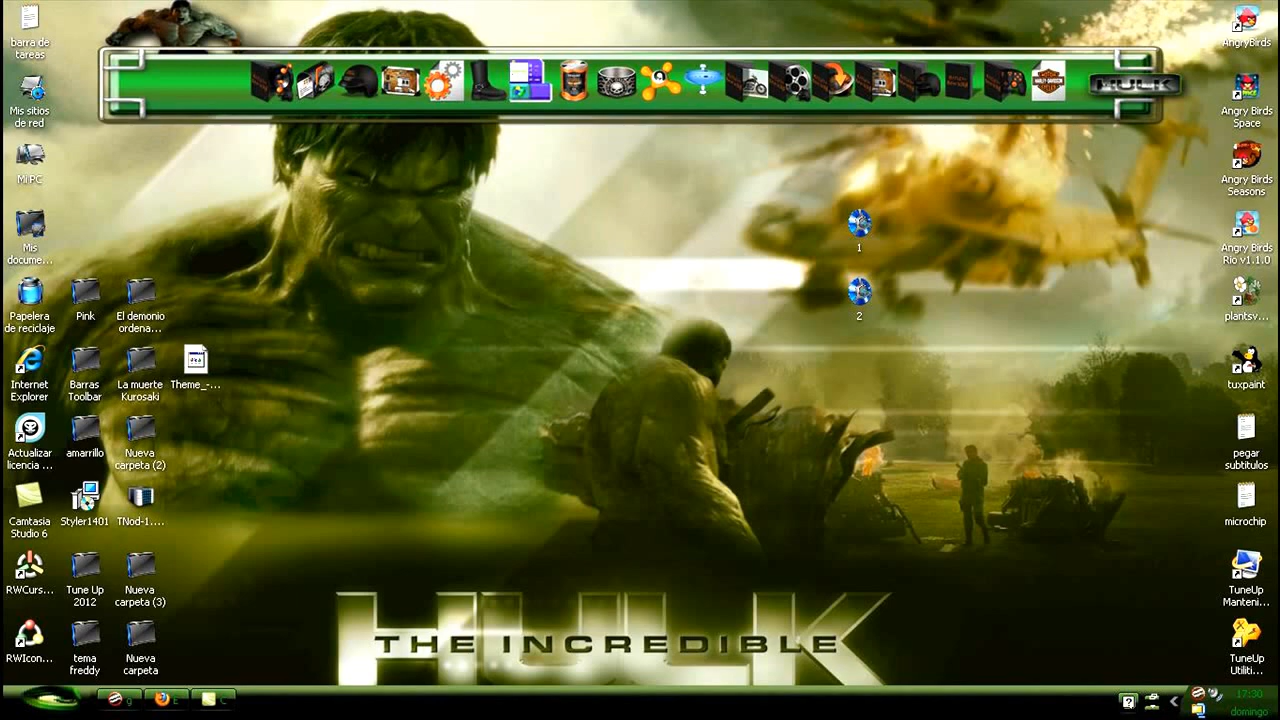 barra de
tareas
Mis sitios
de red
Mi PC
Mis
docume...
Papelera
de reciclaje
Internet
Explorer
Actualizar
licencia ...
Camtasia
Studio 6
RWCurs...
RWIcon...
Pink
Barras
Toolbar
amarrillo
Styler1401
Tune Up
2012
tema
freddy
El demonio
ordena...
La muerte
Kurosaki
Nueva
carpeta (2)
TNod-1....
Nueva
carpeta (3)
Nueva
carpeta
Theme_-...
HULK
1
2
AngryBirds
Angry Birds
Space
Angry Birds
Seasons
Angry Birds
Rio v1.1.0
plantsv...
tuxpaint
pegar
subtitulos
microchip
TuneUp
Manteni...
TuneUp
Utiliti...
HULK
THE INCREDIBLE
g
E
C
17:30
domingo